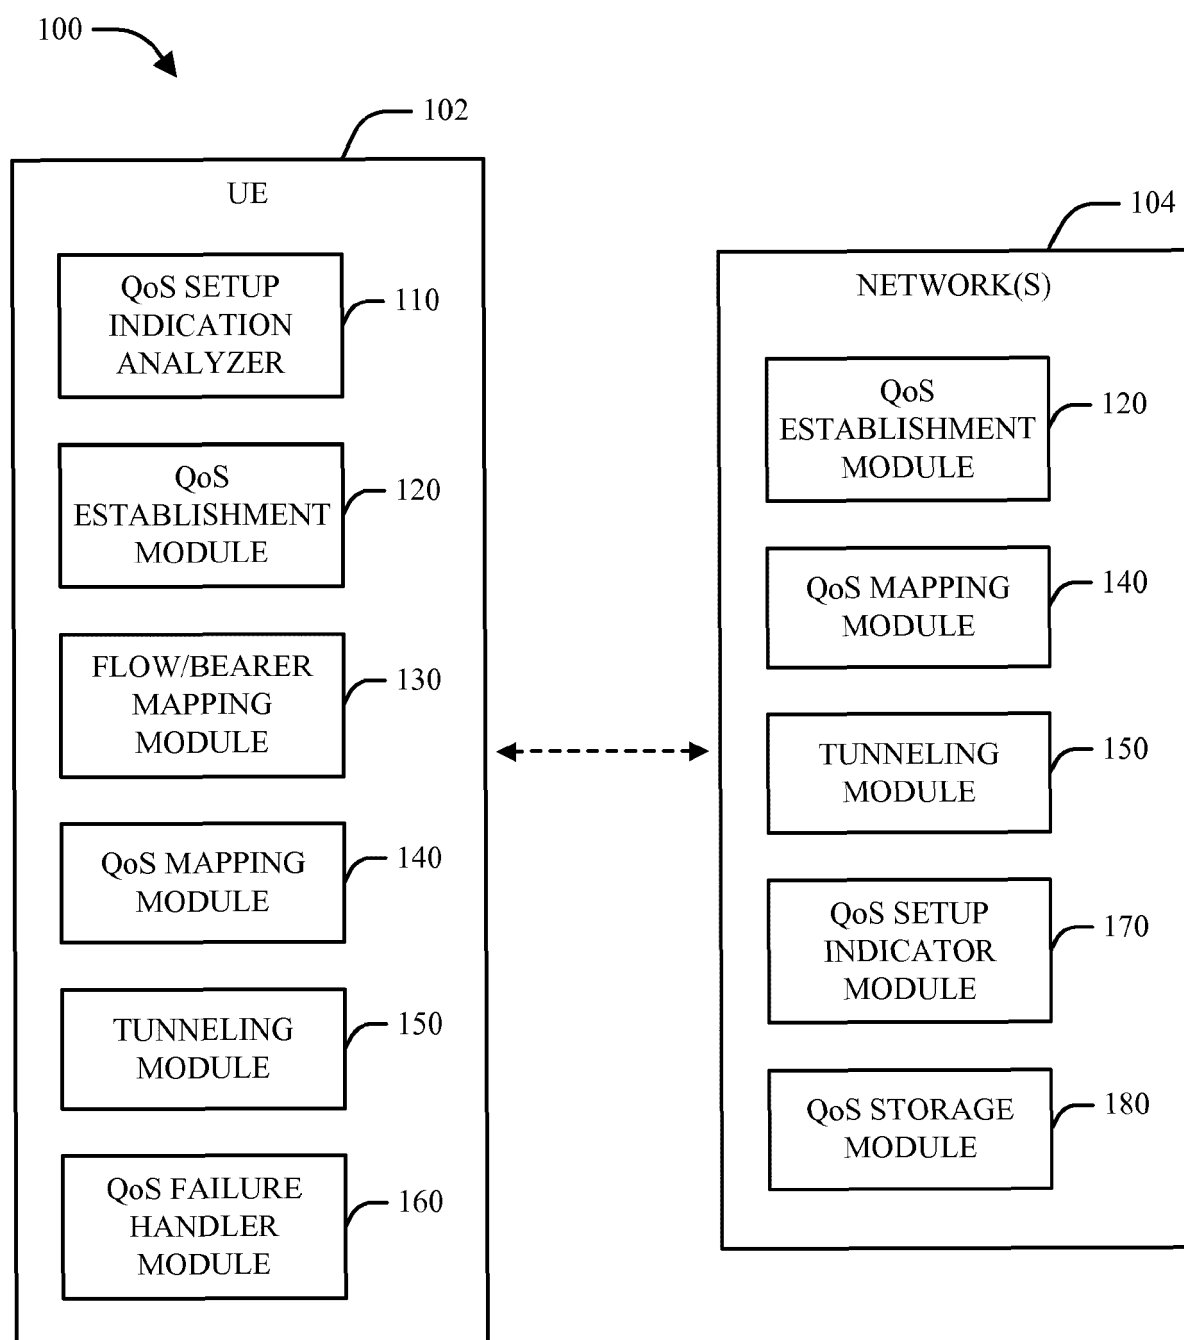 100
102
UE
QoS SETUP
INDICATION
ANALYZER
110
QoS
ESTABLISHMENT
MODULE
120
FLOW/BEARER
MAPPING
MODULE
130
QoS MAPPING
MODULE
140
TUNNELING
MODULE
150
QoS FAILURE
HANDLER
MODULE
160
104
NETWORK(S)
QoS
ESTABLISHMENT
MODULE
120
QoS MAPPING
MODULE
140
TUNNELING
MODULE
150
QoS SETUP
INDICATOR
MODULE
170
QoS STORAGE
MODULE
180